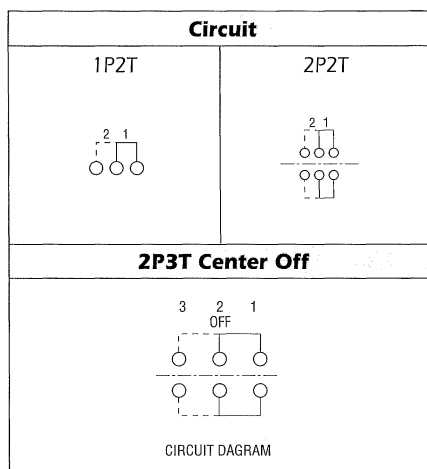 Circuit
1P2T
2P2T
2 1
2 1
2P3T Center Off
3 2 1
OFF
CIRCUIT DAGRAM